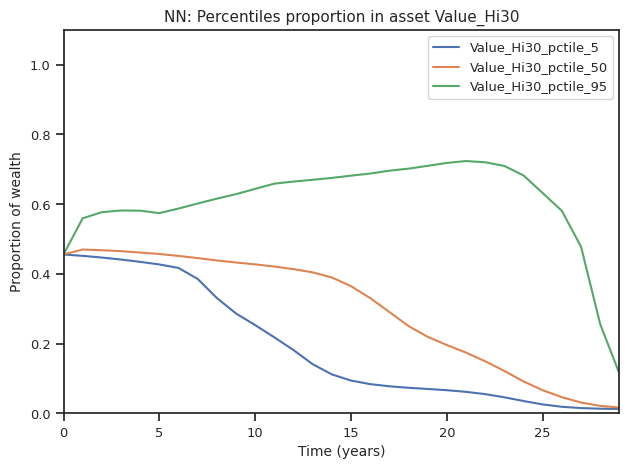 NN: Percentiles proportion in asset Value_Hi30
Value_Hi30_pctile_5
Value_Hi30_pctile_50
Value_Hi30_pctile_95
Proportion of wealth
1.0
0.8
0.6
0.4
0.2
0.0
0 5 10 15 20 25
Time (years)